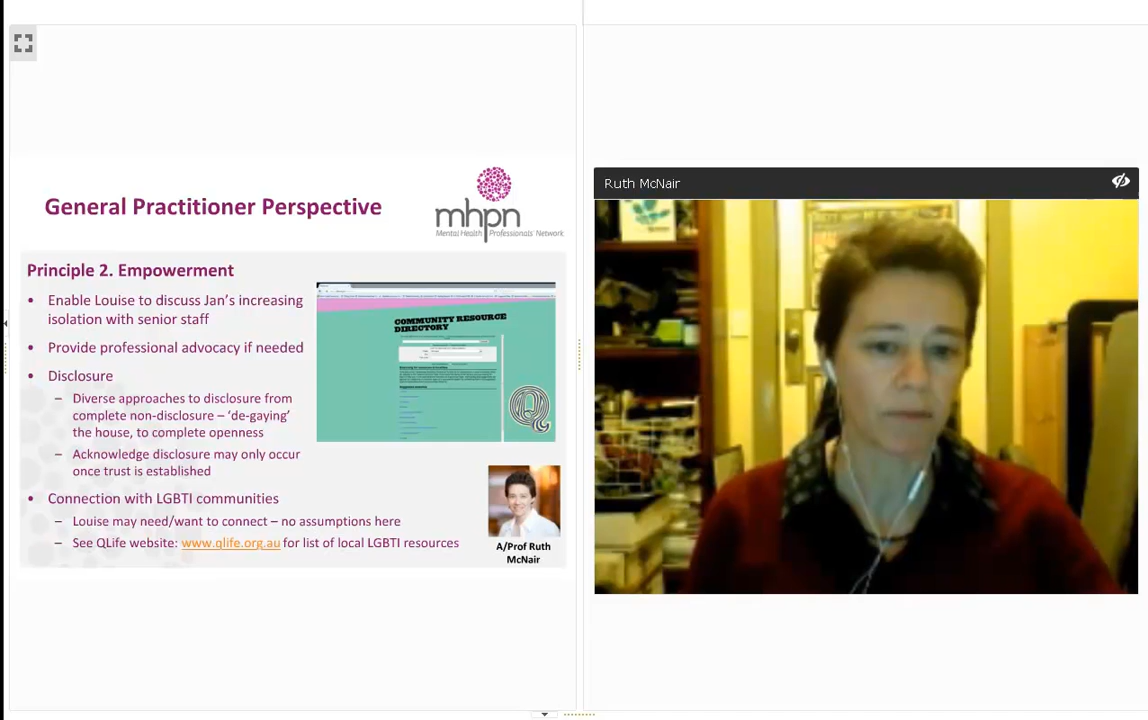 General Practitioner Perspective
mhpn
Mental Health Professionals' Network
Principle 2. Empowerment
• Enable Louise to discuss Jan's increasing
isolation with senior staff
• Provide professional advocacy if needed
• Disclosure
– Diverse approaches to disclosure from
complete non-disclosure – 'de-gaying'
the house, to complete openness
– Acknowledge disclosure may only occur
once trust is established
• Connection with LGBTI communities
– Louise may need/want to connect – no assumptions here
– See QLife website: www.qlife.org.au for list of local LGBTI resources
COMMUNITY RESOURCE
DIRECTORY
Q
A/Prof Ruth
McNair
Ruth McNair